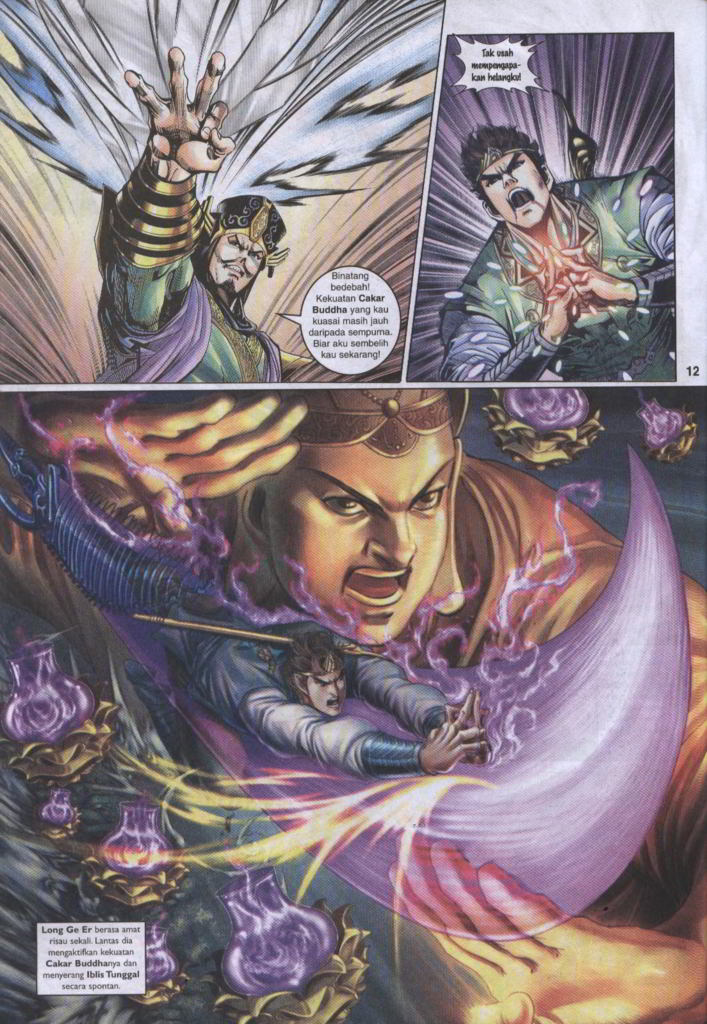 Binatang
bedebah!
Kekuatan Cakar
Buddha yang kau
kuasai masih jauh
daripada sempurna.
Biar aku sembelih
kau sekarang!
Tak usah
mempengapa-
kan helangku!
12
Long Ge Er berasa amat
risau sekali. Lantas dia
mengaktifkan kekuatan
Cakar Buddhanya dan
menyerang Iblis Tunggal
secara spontan.